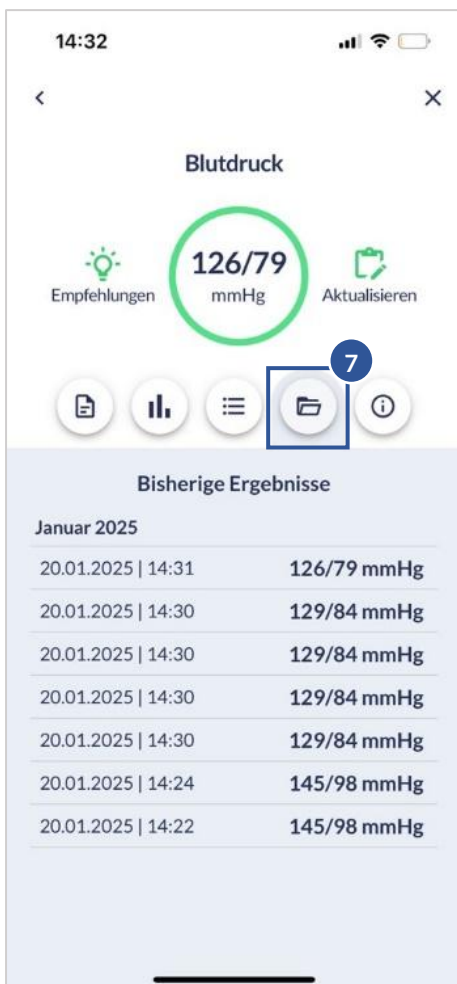 14:32
Blutdruck
126/79
mmHg
Empfehlungen
Aktualisieren
7
Bisherige Ergebnisse
Januar 2025
20.01.2025 | 14:31 126/79 mmHg
20.01.2025 | 14:30 129/84 mmHg
20.01.2025 | 14:30 129/84 mmHg
20.01.2025 | 14:30 129/84 mmHg
20.01.2025 | 14:30 129/84 mmHg
20.01.2025 | 14:24 145/98 mmHg
20.01.2025 | 14:22 145/98 mmHg